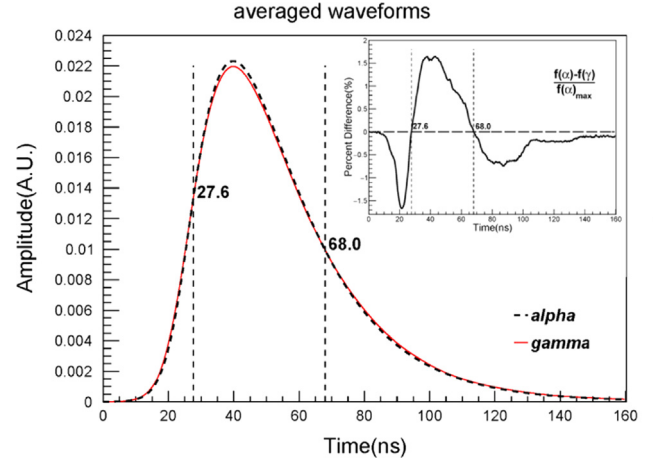 averaged waveforms
Amplitude(A.U.)
0.024
0.022
0.02
0.018
0.016
0.014
0.012
0.01
0.008
0.006
0.004
0.002
0
0 20 40 60 80 100 120 140 160
Time(ns)
27.6
68.0
alpha
gamma
Percent Difference(%)
2
1.5
1
0.5
0
-0.5
-1
-1.5
0 20 40 60 80 100 120 140 160
Time(ns)
27.6
68.0
f(α)-f(γ)
f(α)max